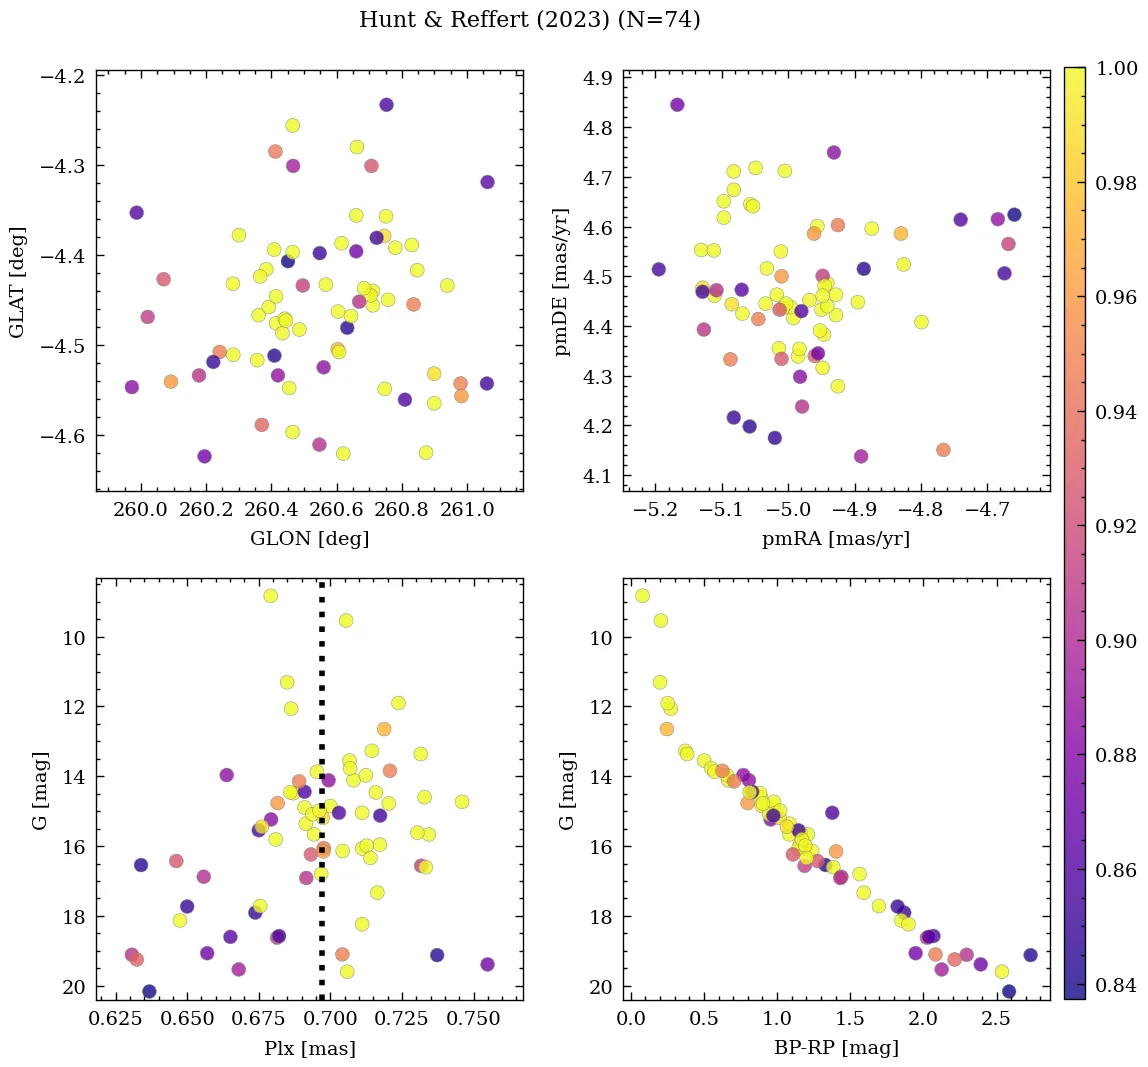 Hunt & Reffert (2023) (N=74)
−4.2
−4.3
−4.4
−4.5
−4.6
GLAT [deg]
260.0 260.2 260.4 260.6 260.8 261.0
GLON [deg]
4.9
4.8
4.7
4.6
4.5
4.4
4.3
4.2
4.1
pmDE [mas/yr]
−5.2 −5.1 −5.0 −4.9 −4.8 −4.7
pmRA [mas/yr]
10
12
14
16
18
20
G [mag]
0.625 0.650 0.675 0.700 0.725 0.750
Plx [mas]
10
12
14
16
18
20
G [mag]
0.0 0.5 1.0 1.5 2.0 2.5
BP-RP [mag]
1.00
0.98
0.96
0.94
0.92
0.90
0.88
0.86
0.84